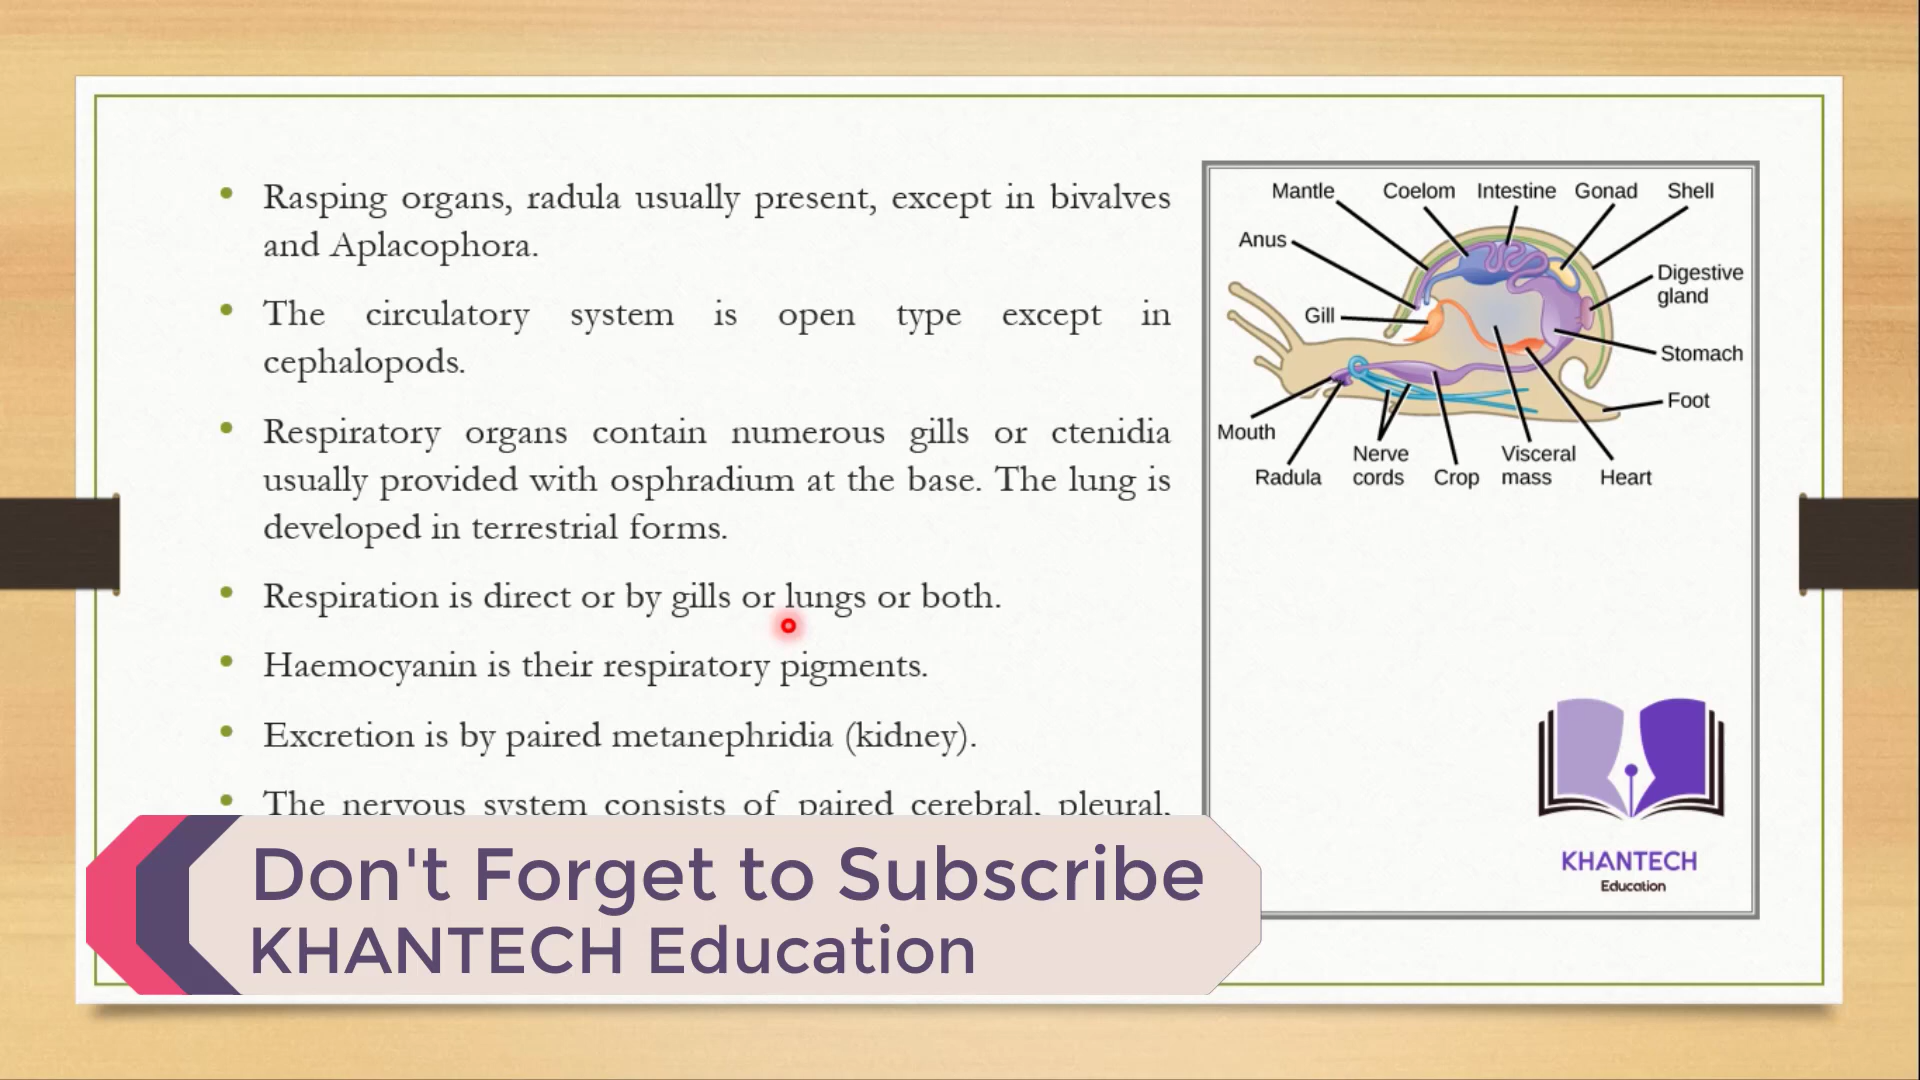 Rasping organs, radula usually present, except in bivalves
and Aplacophora.
The circulatory system is open type except in
cephalopods.
Respiratory organs contain numerous gills or ctenidia
usually provided with osphradium at the base. The lung is
developed in terrestrial forms.
Respiration is direct or by gills or lungs or both.
Haemocyanin is their respiratory pigments.
Excretion is by paired metanephridia (kidney).
The nervous system consists of paired cerebral, pleural,
Don't Forget to Subscribe
KHANTECH Education
Mantle Coelom Intestine Gonad Shell
Anus
Digestive
gland
Gill
Stomach
Foot
Mouth
Radula
Nerve
cords
Crop
Visceral
mass
Heart
KHANTECH
Education